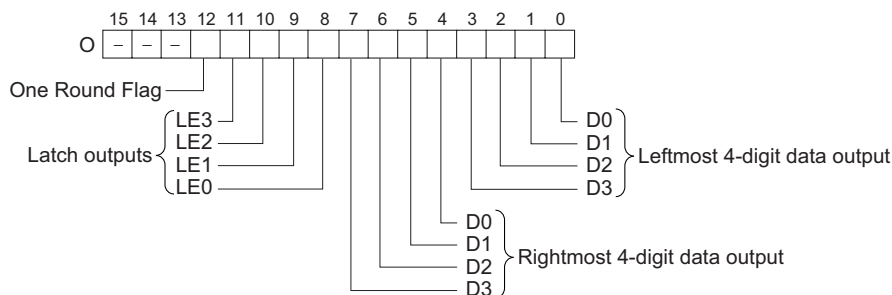 15 14 13 12 11 10 9 8 7 6 5 4 3 2 1 0
O – – –
One Round Flag
Latch outputs
LE3
LE2
LE1
LE0
D0
D1
D2
D3
Leftmost 4-digit data output
D0
D1
D2
D3
Rightmost 4-digit data output